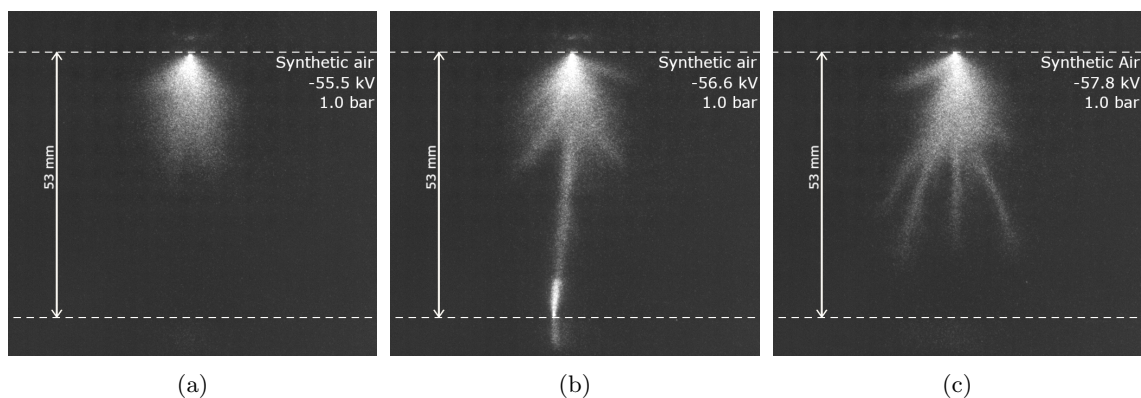 Synthetic air
-55.5 kV
1.0 bar
53 mm
Synthetic air
-56.6 kV
1.0 bar
53 mm
Synthetic Air
-57.8 kV
1.0 bar
53 mm
(a)
(b)
(c)